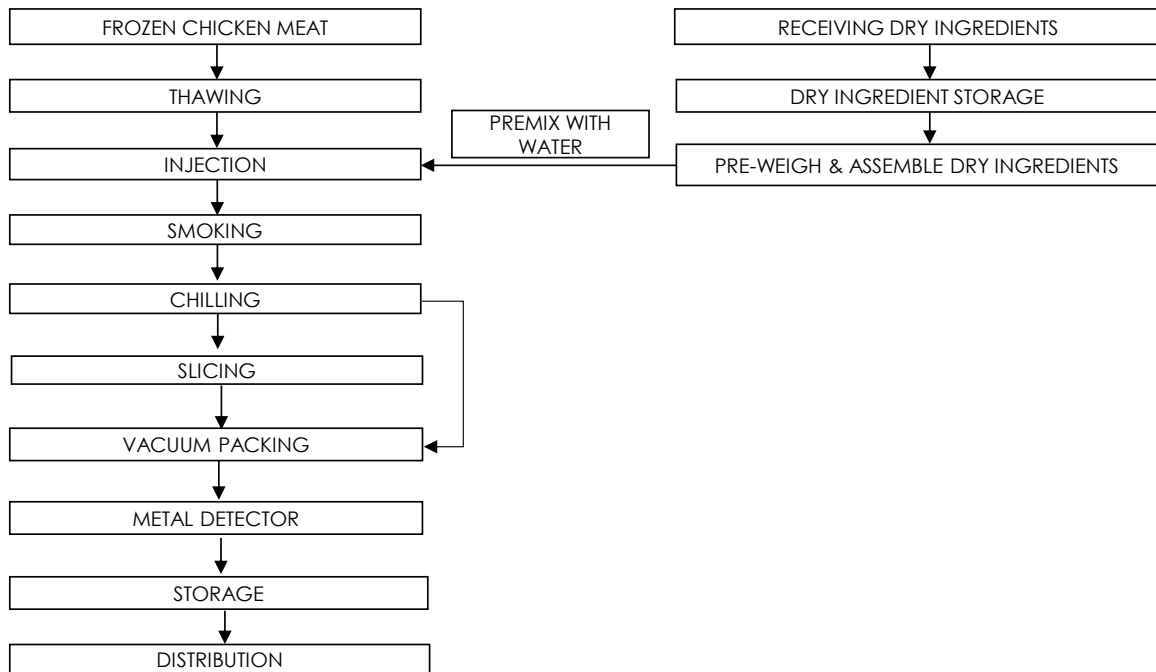 FROZEN CHICKEN MEAT
THAWING
INJECTION
SMOKING
CHILLING
SLICING
VACUUM PACKING
METAL DETECTOR
STORAGE
DISTRIBUTION
PREMIX WITH
WATER
RECEIVING DRY INGREDIENTS
DRY INGREDIENT STORAGE
PRE-WEIGH & ASSEMBLE DRY INGREDIENTS